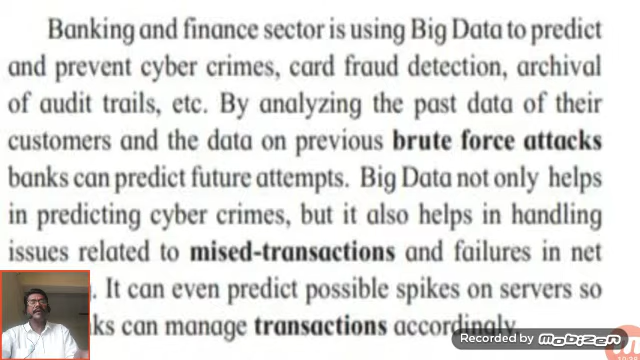 Banking and finance sector is using Big Data to predict
and prevent cyber crimes, card fraud detection, archival
of audit trails, etc. By analyzing the past data of their
customers and the data on previous brute force attacks
banks can predict future attempts. Big Data not only helps
in predicting cyber crimes, but it also helps in handling
issues related to mised-transactions and failures in net
. It can even predict possible spikes on servers so
ks can manage transactions accordingly.
Recorded by MOBIZEN